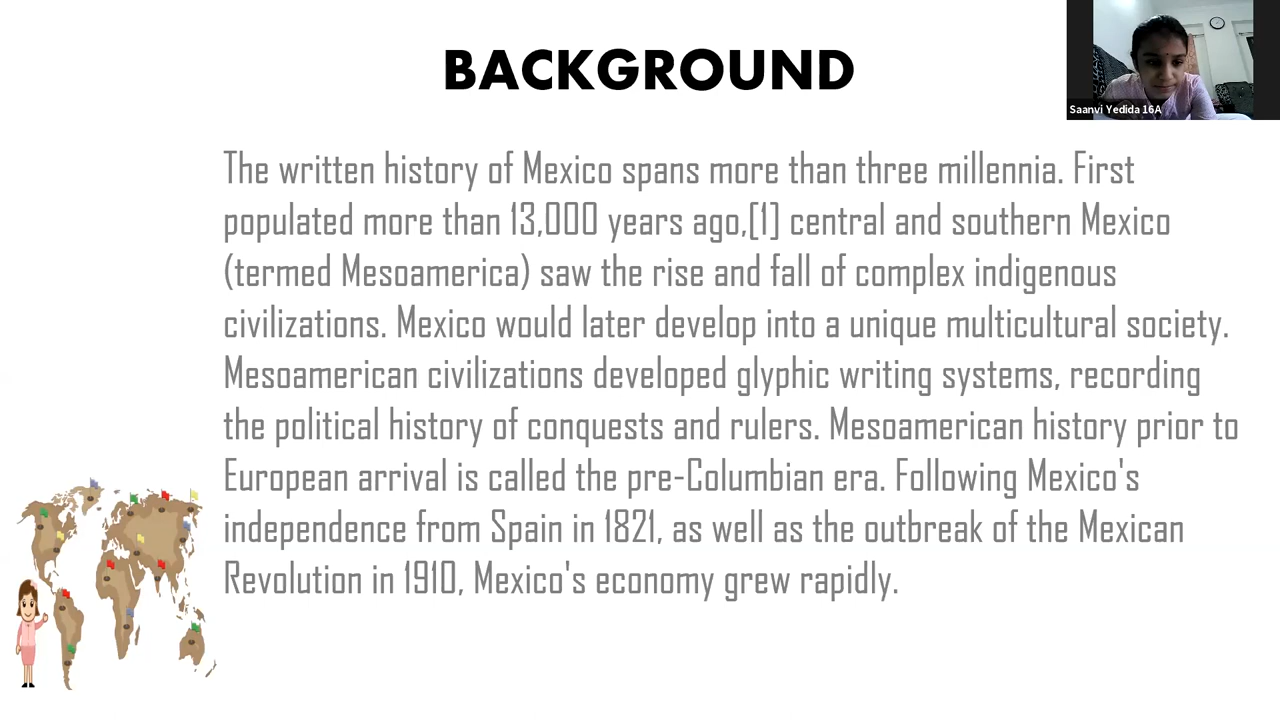 BACKGROUND
Saanvi Yedida 16A
The written history of Mexico spans more than three millennia. First
populated more than 13,000 years ago,[1] central and southern Mexico
(termed Mesoamerica) saw the rise and fall of complex indigenous
civilizations. Mexico would later develop into a unique multicultural society.
Mesoamerican civilizations developed glyphic writing systems, recording
the political history of conquests and rulers. Mesoamerican history prior to
European arrival is called the pre-Columbian era. Following Mexico's
independence from Spain in 1821, as well as the outbreak of the Mexican
Revolution in 1910, Mexico's economy grew rapidly.